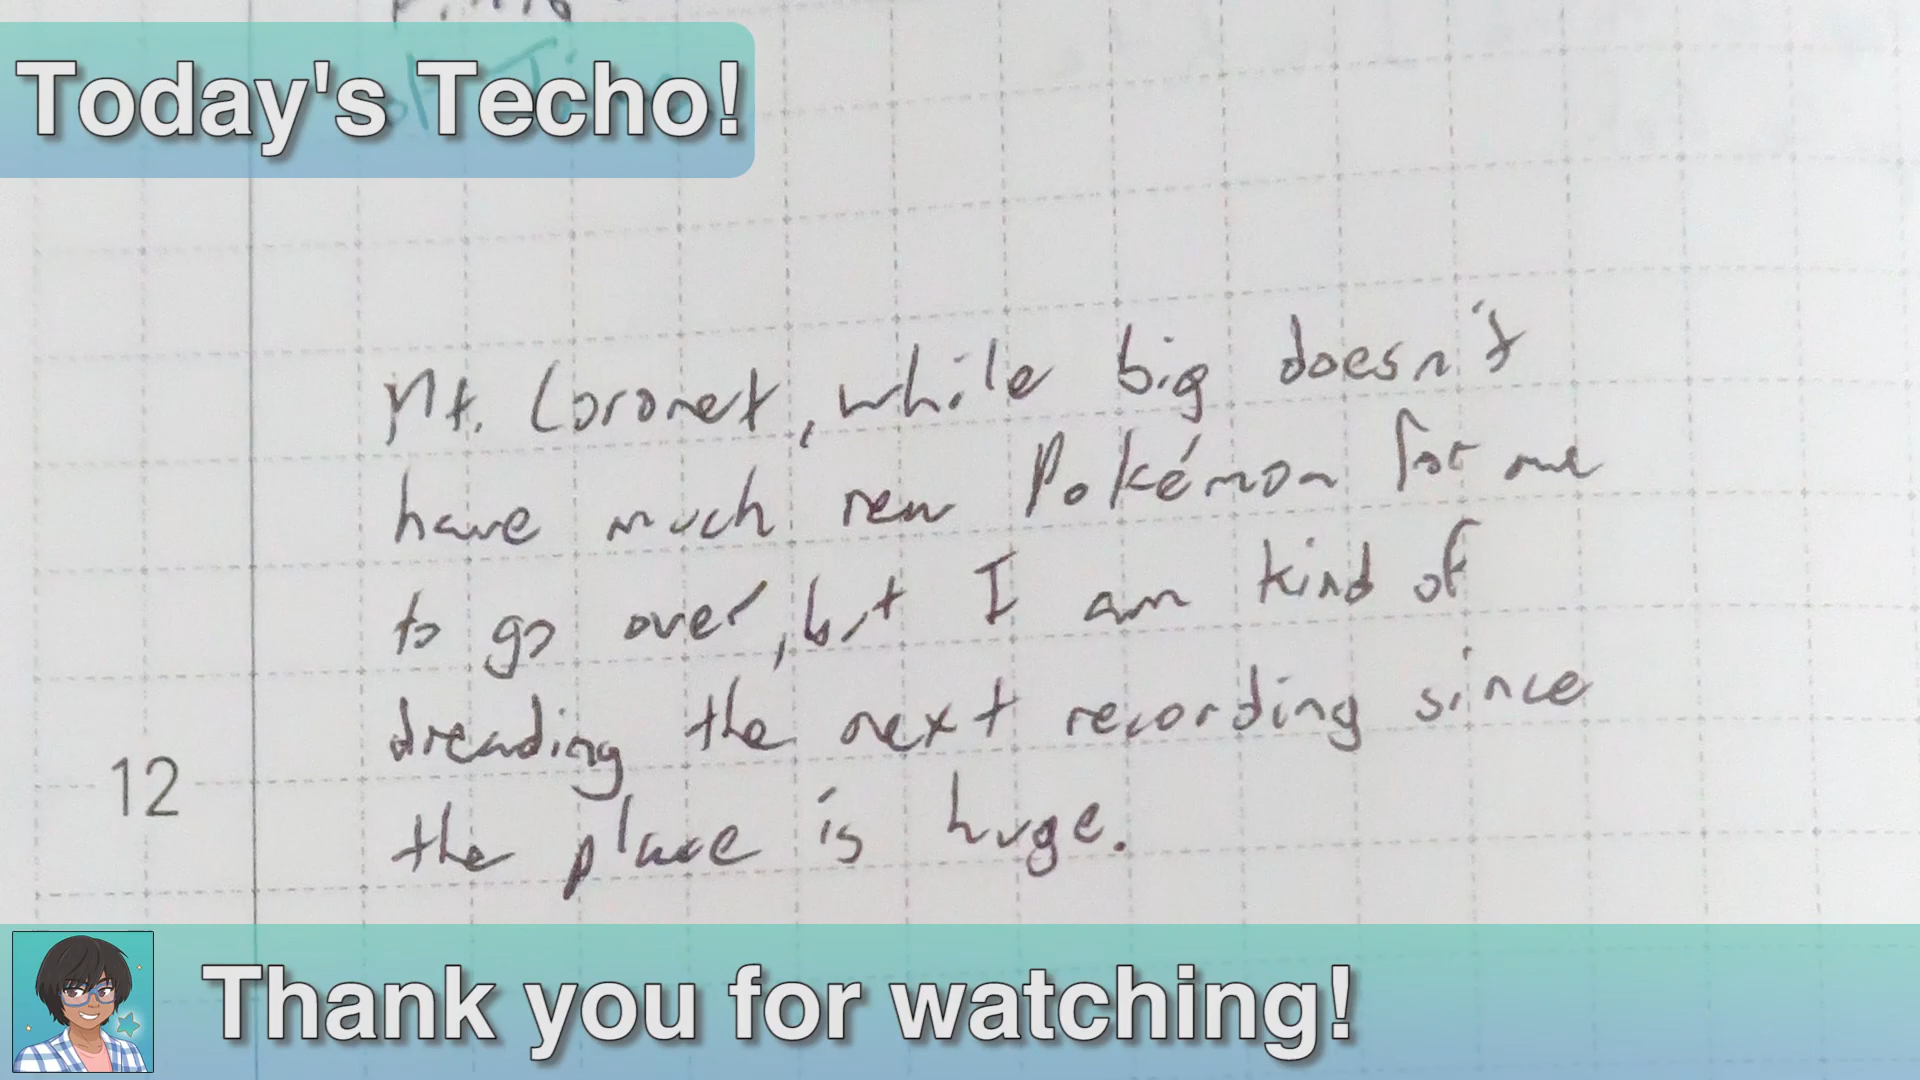 Today's Techo!
Mt. Coronet, while big doesn't
have much new Pokémon for me
to go over, but I am kind of
dreading the next recording since
12
the place is huge.
Thank you for watching!